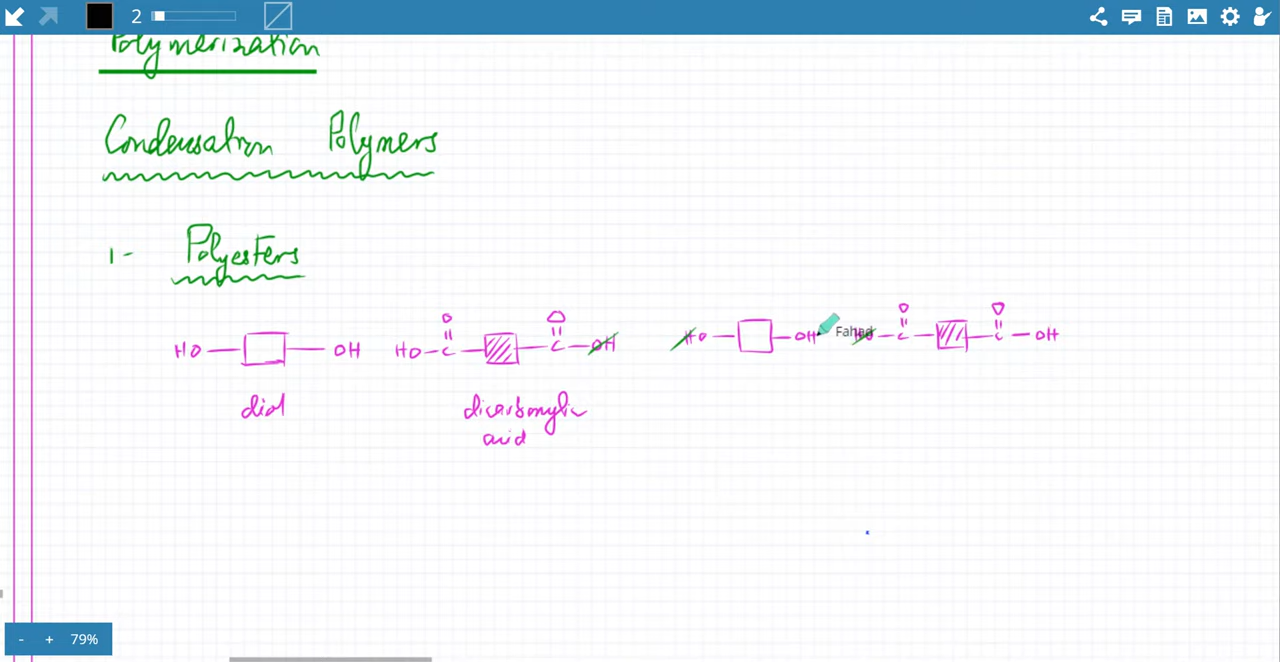 2
Polymerization
Condensation Polymers
1- Polyesters
O O O O
HO OH HO-C C-OH HO OH Fahad HO-C C-OH
diol dicarboxylic
acid
- + 79%